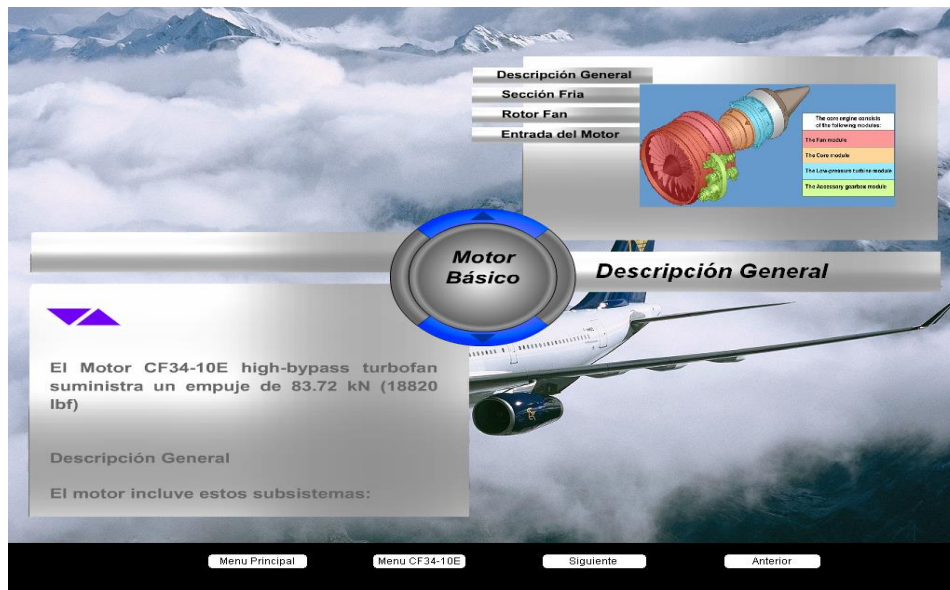 Descripción General
Sección Fria
Rotor Fan
Entrada del Motor
The core engine consists
of the following modules:
The Fan module
The Core module
The Low-pressure turbine module
The Accessory gearbox module
Motor
Básico
Descripción General
El Motor CF34-10E high-bypass turbofan
suministra un empuje de 83.72 kN (18820
lbf)
Descripción General
El motor incluye estos subsistemas:
Menu Principal
Menu CF34-10E
Siguiente
Anterior